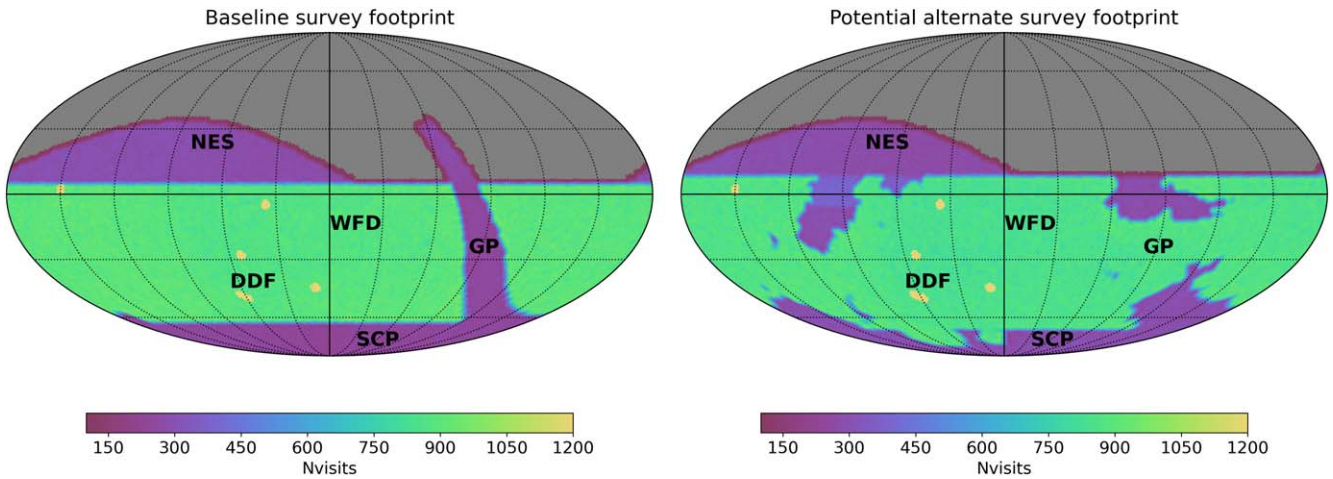 Baseline survey footprint
NES
WFD
GP
DDF
SCP
150 300 450 600 750 900 1050 1200
Nvisits
Potential alternate survey footprint
NES
WFD
GP
DDF
SCP
150 300 450 600 750 900 1050 1200
Nvisits